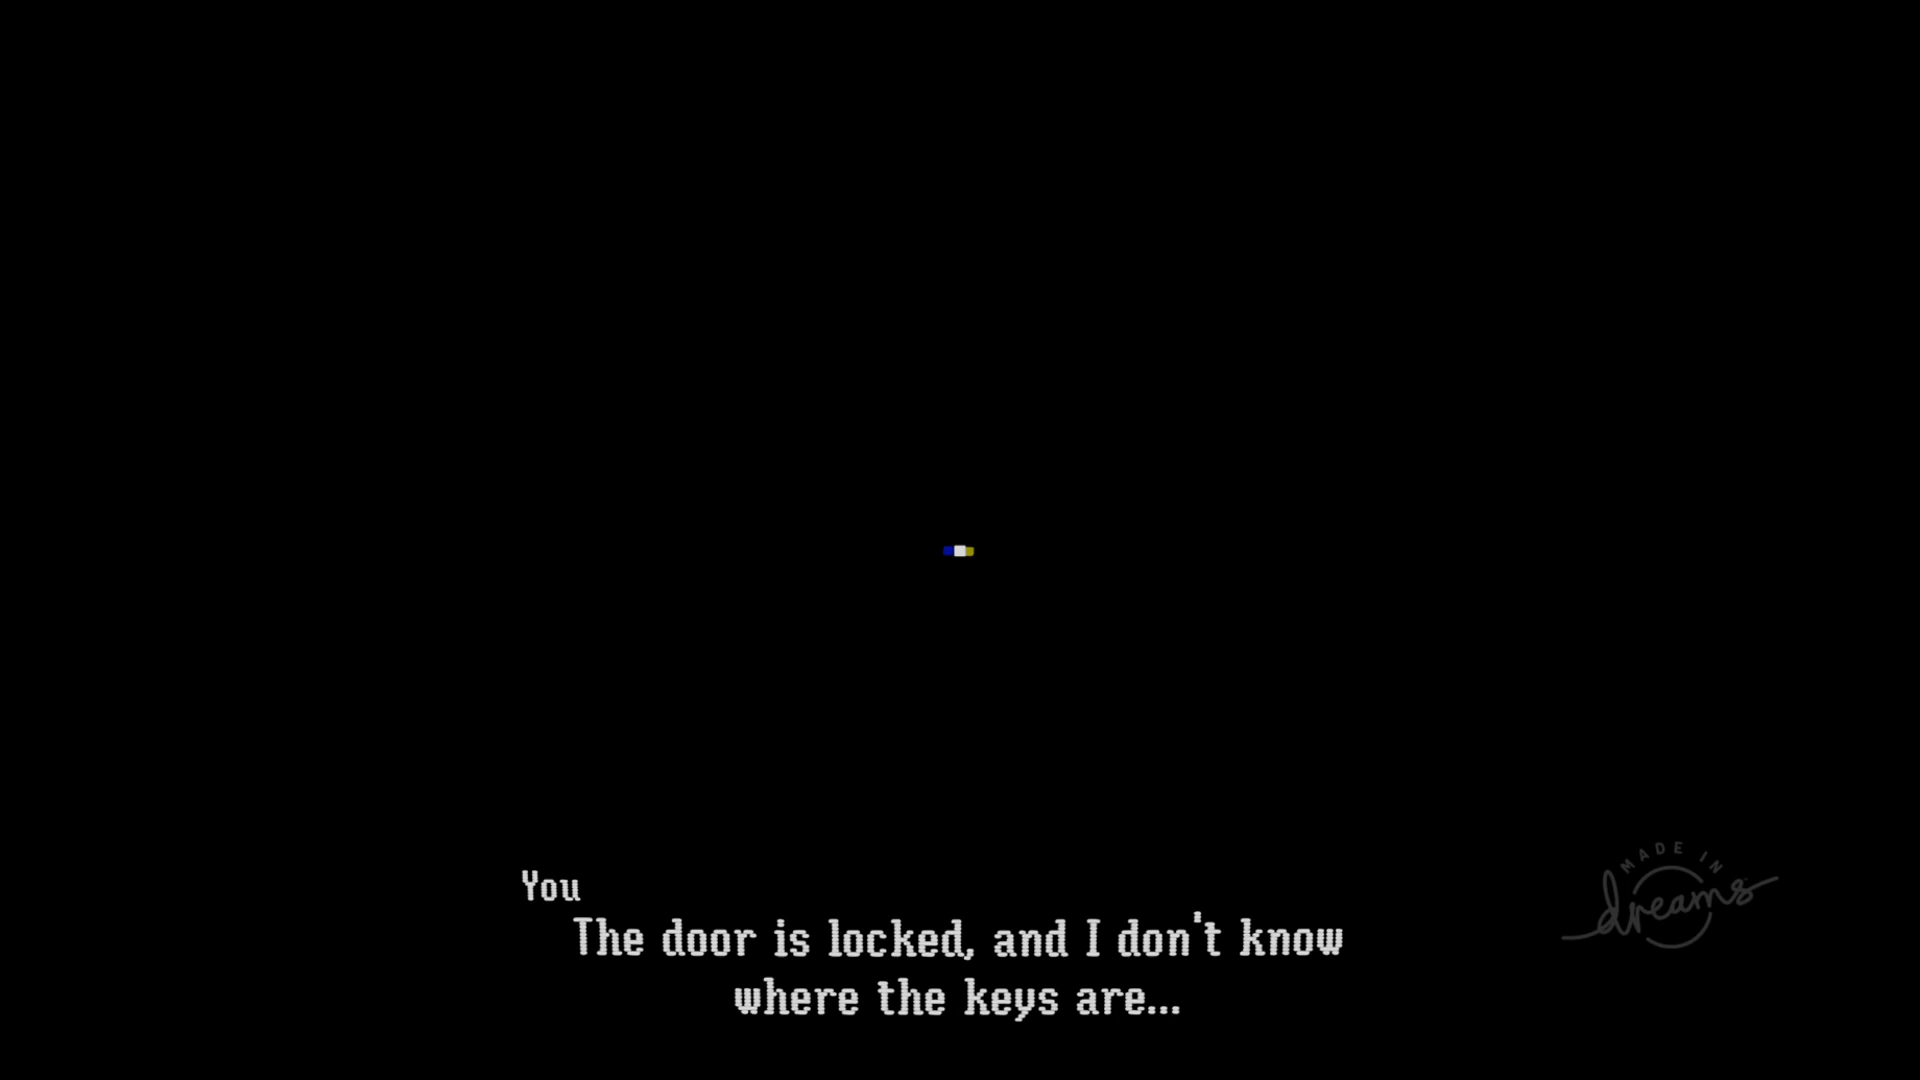 You
The door is locked, and I don't know
where the keys are...
MADE IN
dreams